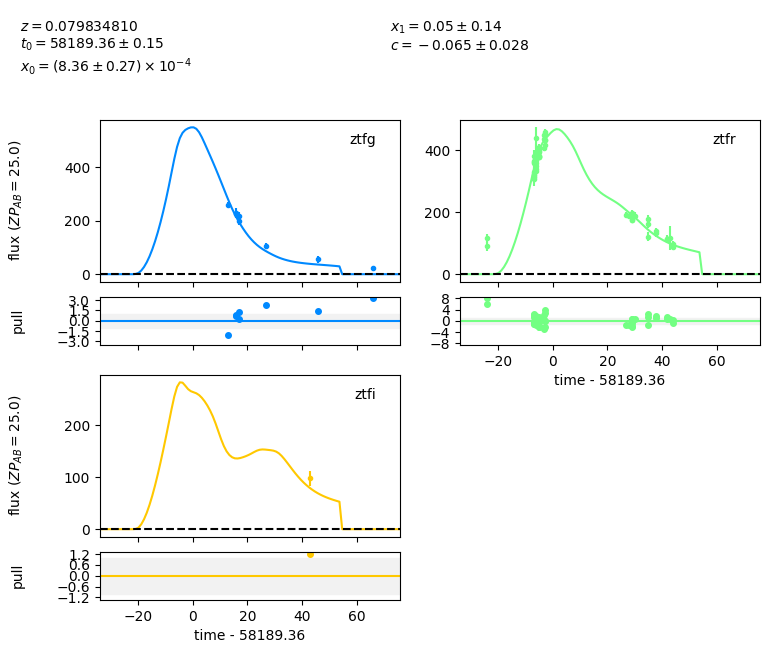 z = 0.079834810
t₀ = 58189.36 ± 0.15
x₀ = (8.36 ± 0.27) × 10⁻⁴
x₁ = 0.05 ± 0.14
c = −0.065 ± 0.028
ztfg
flux (ZP_AB = 25.0)
400
200
0
pull
3.0
1.5
0.0
−1.5
−3.0
ztfr
400
200
0
8
4
0
−4
−8
−20 0 20 40 60
time - 58189.36
ztfi
flux (ZP_AB = 25.0)
200
100
0
pull
1.2
0.6
0.0
−0.6
−1.2
−20 0 20 40 60
time - 58189.36